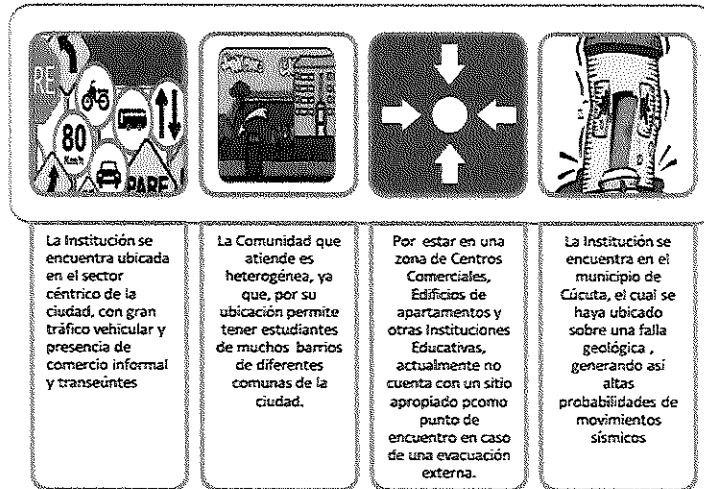 RE
80
Km/h
PARE
La Institución se
encuentra ubicada
en el sector
céntrico de la
ciudad, con gran
tráfico vehicular y
presencia de
comercio informal
y transeúntes
La Comunidad que
atiende es
heterogénea, ya
que, por su
ubicación permite
tener estudiantes
de muchos barrios
de diferentes
comunas de la
ciudad.
Por estar en una
zona de Centros
Comerciales,
Edificios de
apartamentos y
otras Instituciones
Educativas,
actualmente no
cuenta con un sitio
apropiado pcomo
punto de
encuentro en caso
de una evacuación
externa.
La Institución se
encuentra en el
municipio de
Cúcuta, el cual se
haya ubicado
sobre una falla
geológica ,
generando así
altas
probabilidades de
movimientos
sísmicos